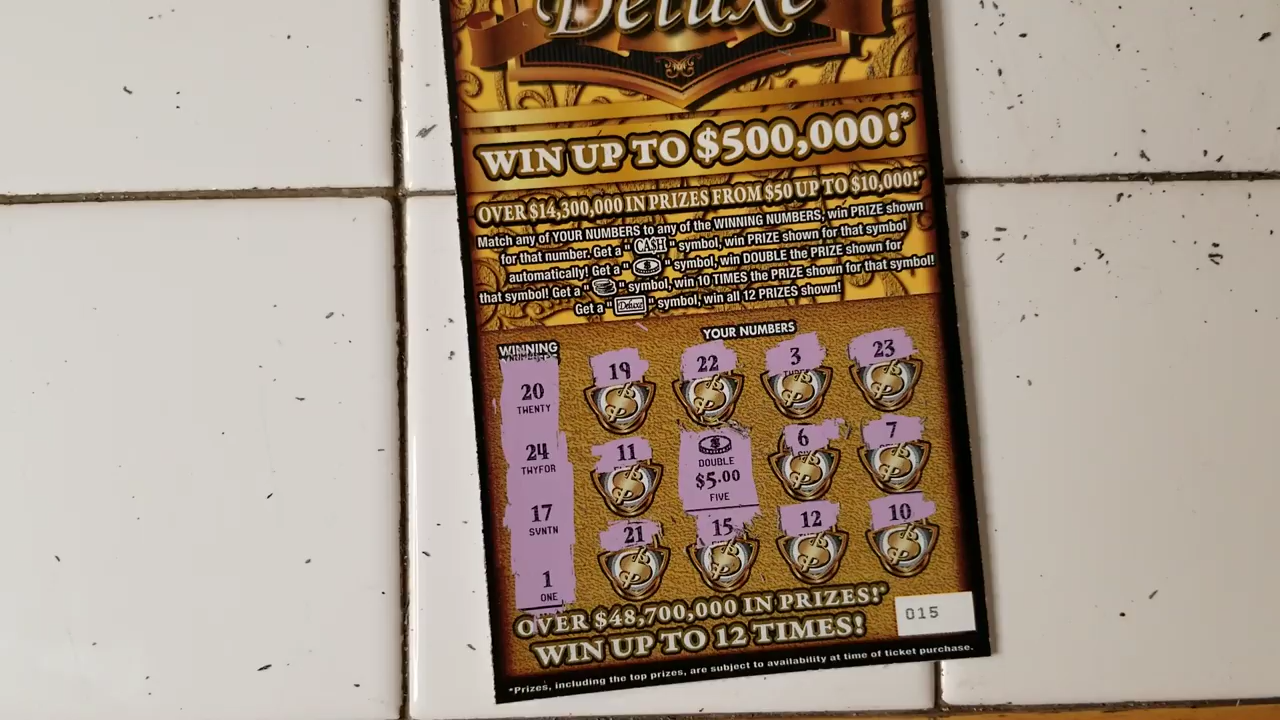 Deluxe
WIN UP TO $500,000!*
OVER $14,300,000 IN PRIZES FROM $50 UP TO $10,000!*
Match any of YOUR NUMBERS to any of the WINNING NUMBERS, win PRIZE shown
for that number. Get a "CA$H" symbol, win PRIZE shown for that symbol
automatically! Get a "$" symbol, win DOUBLE the PRIZE shown for
that symbol! Get a " " symbol, win 10 TIMES the PRIZE shown for that symbol!
Get a "Deluxe" symbol, win all 12 PRIZES shown!
YOUR NUMBERS
WINNING
NUMBERS
20
TWENTY
24
TWYFOR
17
SVNTN
1
ONE
19 22 3 23
11 $ 6 7
DOUBLE
$5.00
FIVE
21 15 12 10
OVER $48,700,000 IN PRIZES!*
WIN UP TO 12 TIMES!
015
*Prizes, including the top prizes, are subject to availability at time of ticket purchase.